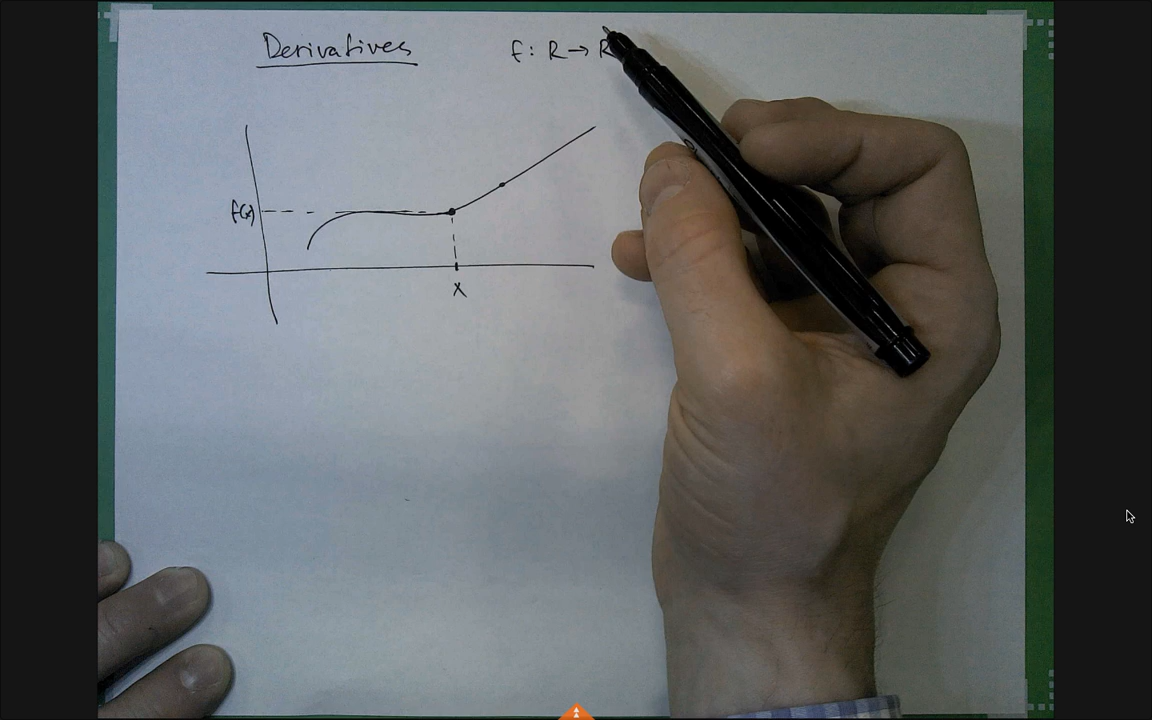 Derivatives
f: R → R
f(x)
x